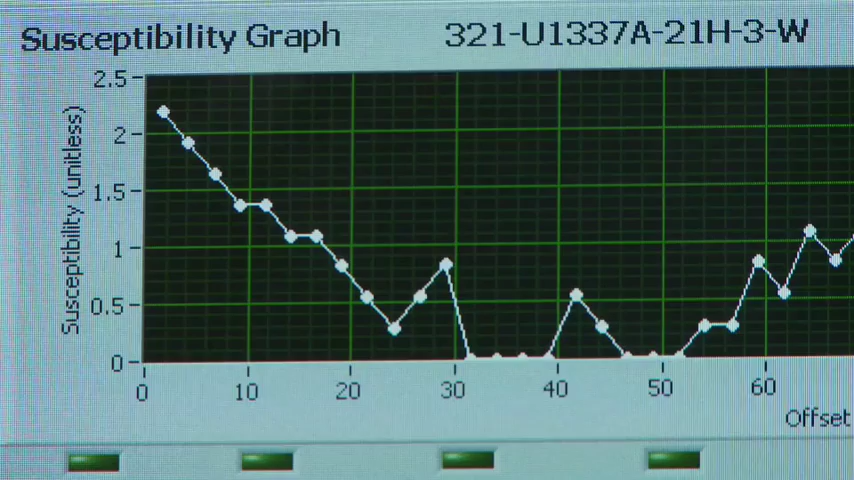 Susceptibility Graph 321-U1337A-21H-3-W
2.5
2
1.5
1
0.5
0
Susceptibility (unitless)
0 10 20 30 40 50 60
Offset